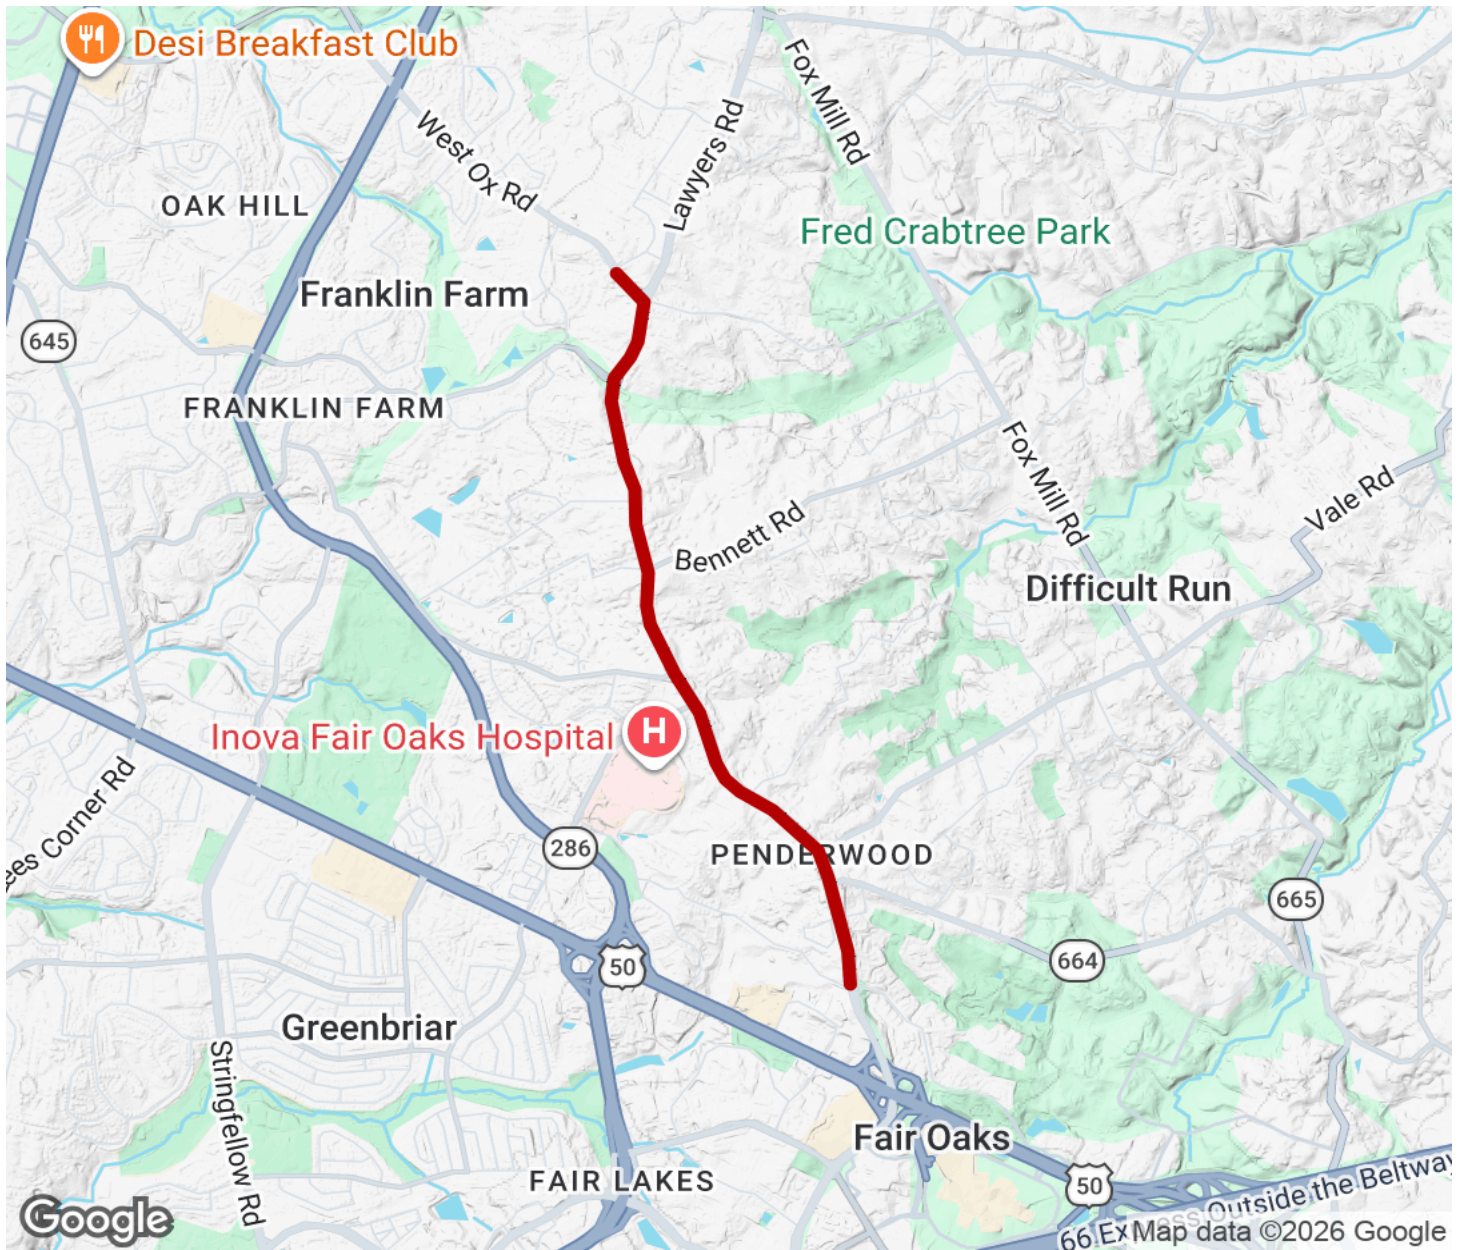 Desi Breakfast Club
West Ox Rd
Lawyers Rd
Fox Mill Rd
OAK HILL
Fred Crabtree Park
Franklin Farm
645
FRANKLIN FARM
Fox Mill Rd
Vale Rd
Bennett Rd
Difficult Run
Inova Fair Oaks Hospital
H
ees Corner Rd
286
PENDERWOOD
665
664
50
Greenbriar
Stringfellow Rd
Fair Oaks
FAIR LAKES
50
66 Express Outside the Beltway
Google
Map data ©2026 Google